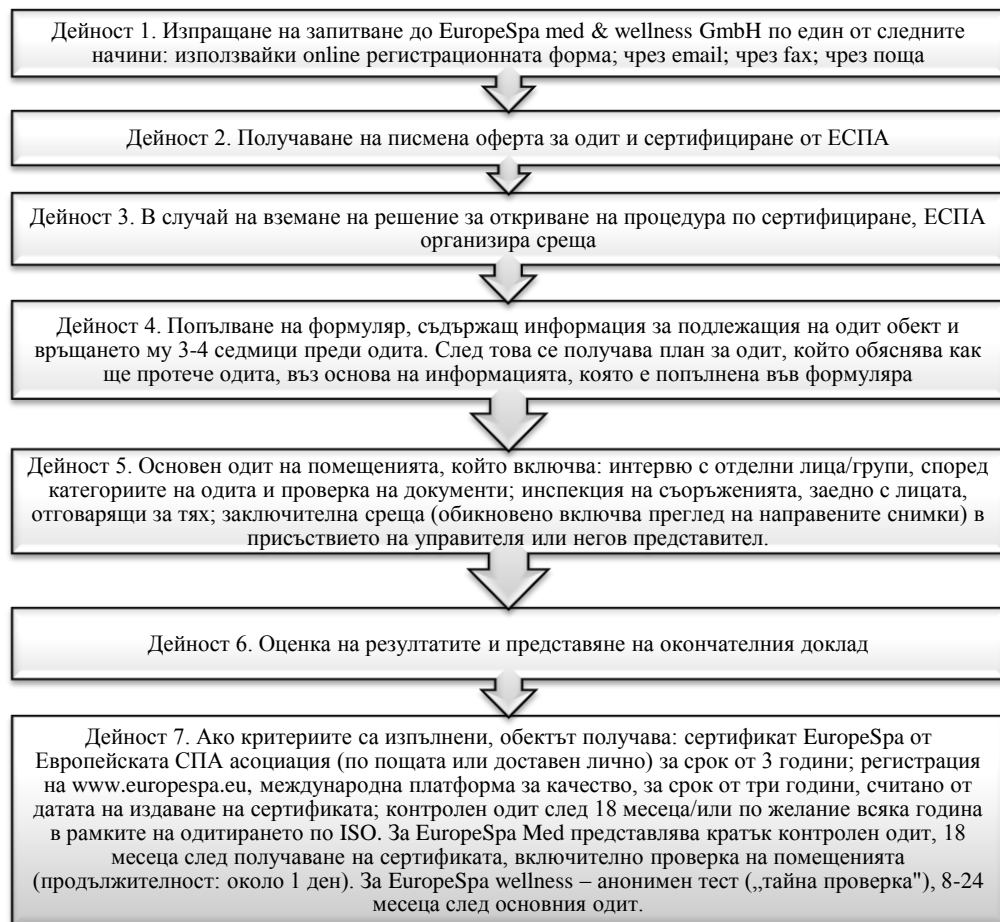 Дейност 1. Изпращане на запитване до EuropeSpa med & wellness GmbH по един от следните
начини: използвайки online регистрационната форма; чрез email; чрез fax; чрез поща
Дейност 2. Получаване на писмена оферта за одит и сертифициране от ЕСПА
Дейност 3. В случай на вземане на решение за откриване на процедура по сертифициране, ЕСПА
организира среща
Дейност 4. Попълване на формуляр, съдържащ информация за подлежащия на одит обект и
връщането му 3-4 седмици преди одита. След това се получава план за одит, който обяснява как
ще протече одита, въз основа на информацията, която е попълнена във формуляра
Дейност 5. Основен одит на помещенията, който включва: интервю с отделни лица/групи, според
категориите на одита и проверка на документи; инспекция на съоръженията, заедно с лицата,
отговарящи за тях; заключителна среща (обикновено включва преглед на направените снимки) в
присъствието на управителя или негов представител.
Дейност 6. Оценка на резултатите и представяне на окончателния доклад
Дейност 7. Ако критериите са изпълнени, обектът получава: сертификат EuropeSpa от
Европейската СПА асоциация (по пощата или доставен лично) за срок от 3 години; регистрация
на www.europespa.eu, международна платформа за качество, за срок от три години, считано от
датата на издаване на сертификата; контролен одит след 18 месеца/или по желание всяка година
в рамките на одитирането по ISO. За EuropeSpa Med представлява кратък контролен одит, 18
месеца след получаване на сертификата, включително проверка на помещенията
(продължителност: около 1 ден). За EuropeSpa wellness – анонимен тест („тайна проверка"), 8-24
месеца след основния одит.